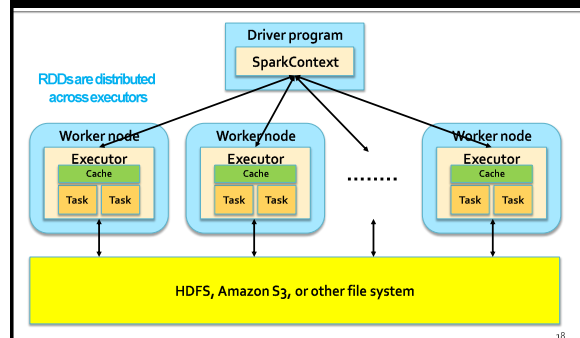 Driver program
SparkContext
RDDs are distributed
across executors
Worker node
Worker node
Worker node
Executor
Executor
Executor
Cache
Cache
Cache
Task Task
Task Task
Task Task
.........
HDFS, Amazon S3, or other file system
18